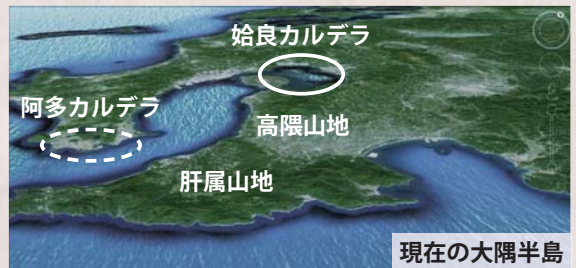 姶良カルデラ
阿多カルデラ
高隈山地
肝属山地
現在の大隅半島